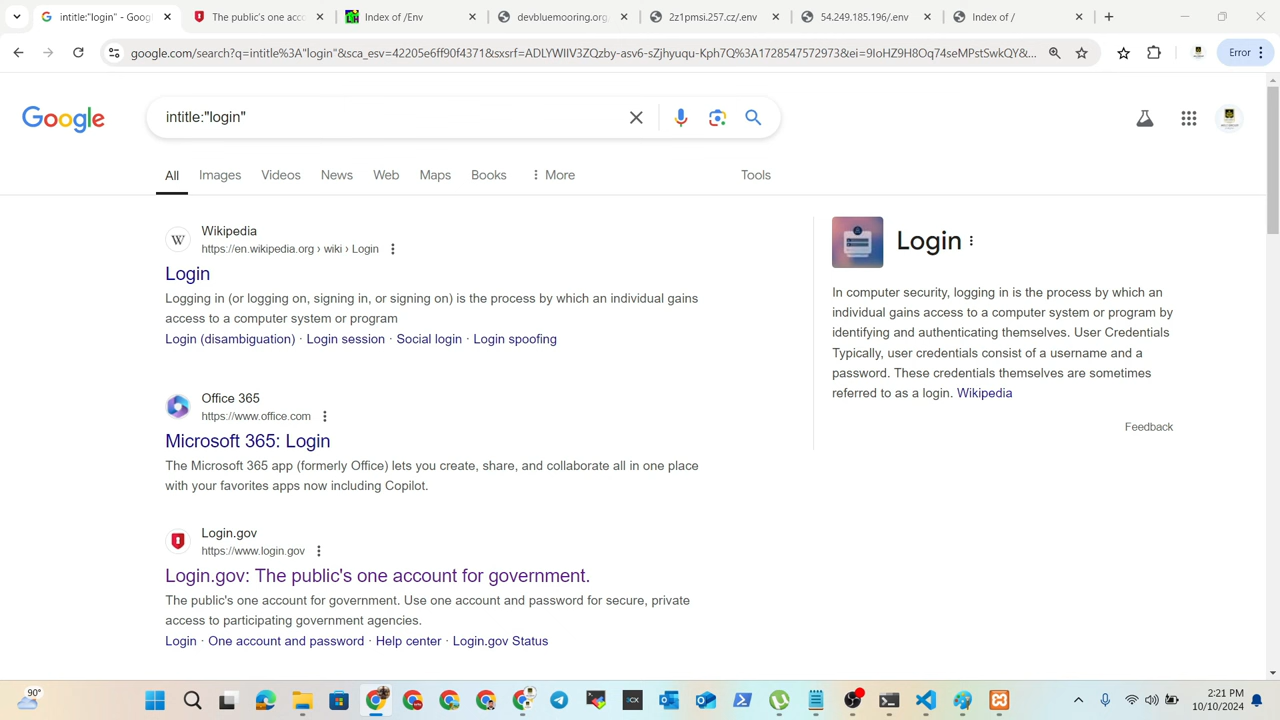 intitle:"login" - Goo
The public's one acco
Index of /Env
devbluemooring.org
2z1pmsi.257.cz/.env
54.249.185.196/.env
Index of /
google.com/search?q=intitle%3A"login"&sca_esv=42205e6ff90f4371&sxsrf=ADLYWIIV3ZQzby-asv6-sZjhyuqu-Kph7Q%3A1728547572973&ei=9IoHZ9H8Oq74seMPstSwkQY&...
Error
Google
intitle:"login"
All
Images
Videos
News
Web
Maps
Books
More
Tools
W
Wikipedia
https://en.wikipedia.org › wiki › Login
Login
Logging in (or logging on, signing in, or signing on) is the process by which an individual gains
access to a computer system or program
Login (disambiguation) · Login session · Social login · Login spoofing
Office 365
https://www.office.com
Microsoft 365: Login
The Microsoft 365 app (formerly Office) lets you create, share, and collaborate all in one place
with your favorites apps now including Copilot.
Login.gov
https://www.login.gov
Login.gov: The public's one account for government.
The public's one account for government. Use one account and password for secure, private
access to participating government agencies.
Login · One account and password · Help center · Login.gov Status
Login
In computer security, logging in is the process by which an
individual gains access to a computer system or program by
identifying and authenticating themselves. User Credentials
Typically, user credentials consist of a username and a
password. These credentials themselves are sometimes
referred to as a login. Wikipedia
Feedback
90°
2:21 PM
10/10/2024